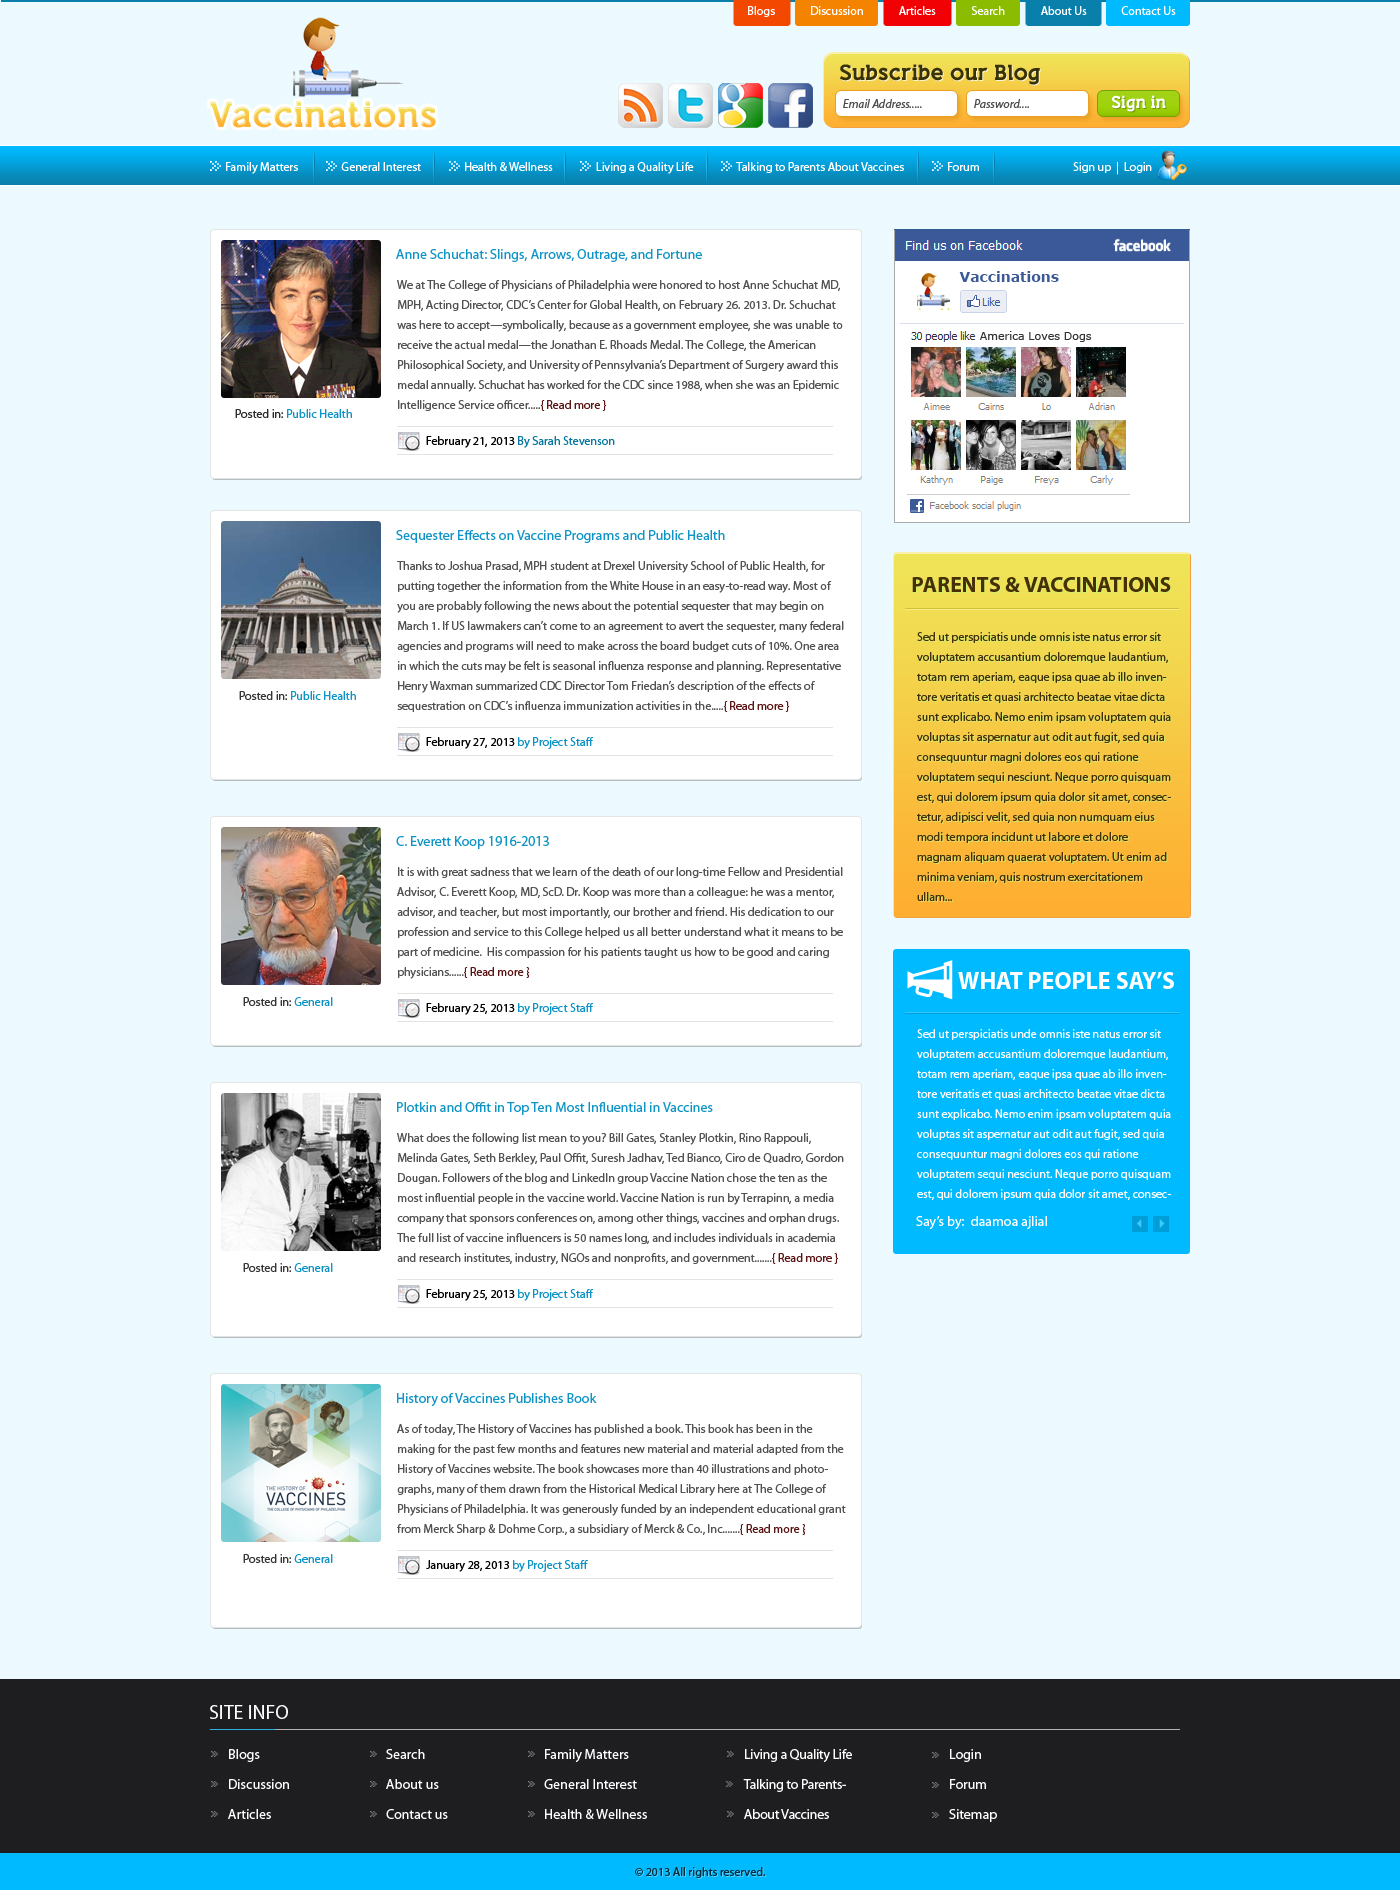 Blogs
Discussion
Articles
Search
About Us
Contact Us
Vaccinations
Subscribe our Blog
Email Address.....
Password....
Sign in
Family Matters
General Interest
Health & Wellness
Living a Quality Life
Talking to Parents About Vaccines
Forum
Sign up | Login
Anne Schuchat: Slings, Arrows, Outrage, and Fortune
We at The College of Physicians of Philadelphia were honored to host Anne Schuchat MD,
MPH, Acting Director, CDC's Center for Global Health, on February 26. 2013. Dr. Schuchat
was here to accept—symbolically, because as a government employee, she was unable to
receive the actual medal—the Jonathan E. Rhoads Medal. The College, the American
Philosophical Society, and University of Pennsylvania's Department of Surgery award this
medal annually. Schuchat has worked for the CDC since 1988, when she was an Epidemic
Intelligence Service officer.....{ Read more }
Posted in: Public Health
February 21, 2013 By Sarah Stevenson
Sequester Effects on Vaccine Programs and Public Health
Thanks to Joshua Prasad, MPH student at Drexel University School of Public Health, for
putting together the information from the White House in an easy-to-read way. Most of
you are probably following the news about the potential sequester that may begin on
March 1. If US lawmakers can't come to an agreement to avert the sequester, many federal
agencies and programs will need to make across the board budget cuts of 10%. One area
in which the cuts may be felt is seasonal influenza response and planning. Representative
Henry Waxman summarized CDC Director Tom Friedan's description of the effects of
sequestration on CDC's influenza immunization activities in the.....{ Read more }
Posted in: Public Health
February 27, 2013 by Project Staff
C. Everett Koop 1916-2013
It is with great sadness that we learn of the death of our long-time Fellow and Presidential
Advisor, C. Everett Koop, MD, ScD. Dr. Koop was more than a colleague: he was a mentor,
advisor, and teacher, but most importantly, our brother and friend. His dedication to our
profession and service to this College helped us all better understand what it means to be
part of medicine.  His compassion for his patients taught us how to be good and caring
physicians......{ Read more }
Posted in: General
February 25, 2013 by Project Staff
Plotkin and Offit in Top Ten Most Influential in Vaccines
What does the following list mean to you? Bill Gates, Stanley Plotkin, Rino Rappouli,
Melinda Gates, Seth Berkley, Paul Offit, Suresh Jadhav, Ted Bianco, Ciro de Quadro, Gordon
Dougan. Followers of the blog and LinkedIn group Vaccine Nation chose the ten as the
most influential people in the vaccine world. Vaccine Nation is run by Terrapinn, a media
company that sponsors conferences on, among other things, vaccines and orphan drugs.
The full list of vaccine influencers is 50 names long, and includes individuals in academia
and research institutes, industry, NGOs and nonprofits, and government.......{ Read more }
Posted in: General
February 25, 2013 by Project Staff
History of Vaccines Publishes Book
As of today, The History of Vaccines has published a book. This book has been in the
making for the past few months and features new material and material adapted from the
History of Vaccines website. The book showcases more than 40 illustrations and photo-
graphs, many of them drawn from the Historical Medical Library here at The College of
Physicians of Philadelphia. It was generously funded by an independent educational grant
from Merck Sharp & Dohme Corp., a subsidiary of Merck & Co., Inc.......{ Read more }
THE HISTORY OF
VACCINES
THE COLLEGE OF PHYSICIANS OF PHILADELPHIA
Posted in: General
January 28, 2013 by Project Staff
Find us on Facebook
facebook
Vaccinations
Like
30 people like America Loves Dogs
Aimee
Cairns
Lo
Adrian
Kathryn
Paige
Freya
Carly
Facebook social plugin
PARENTS & VACCINATIONS
Sed ut perspiciatis unde omnis iste natus error sit
voluptatem accusantium doloremque laudantium,
totam rem aperiam, eaque ipsa quae ab illo inven-
tore veritatis et quasi architecto beatae vitae dicta
sunt explicabo. Nemo enim ipsam voluptatem quia
voluptas sit aspernatur aut odit aut fugit, sed quia
consequuntur magni dolores eos qui ratione
voluptatem sequi nesciunt. Neque porro quisquam
est, qui dolorem ipsum quia dolor sit amet, consec-
tetur, adipisci velit, sed quia non numquam eius
modi tempora incidunt ut labore et dolore
magnam aliquam quaerat voluptatem. Ut enim ad
minima veniam, quis nostrum exercitationem
ullam...
WHAT PEOPLE SAY'S
Sed ut perspiciatis unde omnis iste natus error sit
voluptatem accusantium doloremque laudantium,
totam rem aperiam, eaque ipsa quae ab illo inven-
tore veritatis et quasi architecto beatae vitae dicta
sunt explicabo. Nemo enim ipsam voluptatem quia
voluptas sit aspernatur aut odit aut fugit, sed quia
consequuntur magni dolores eos qui ratione
voluptatem sequi nesciunt. Neque porro quisquam
est, qui dolorem ipsum quia dolor sit amet, consec-
Say's by:  daamoa ajlial
SITE INFO
Blogs
Discussion
Articles
Search
About us
Contact us
Family Matters
General Interest
Health & Wellness
Living a Quality Life
Talking to Parents-
About Vaccines
Login
Forum
Sitemap
© 2013 All rights reserved.